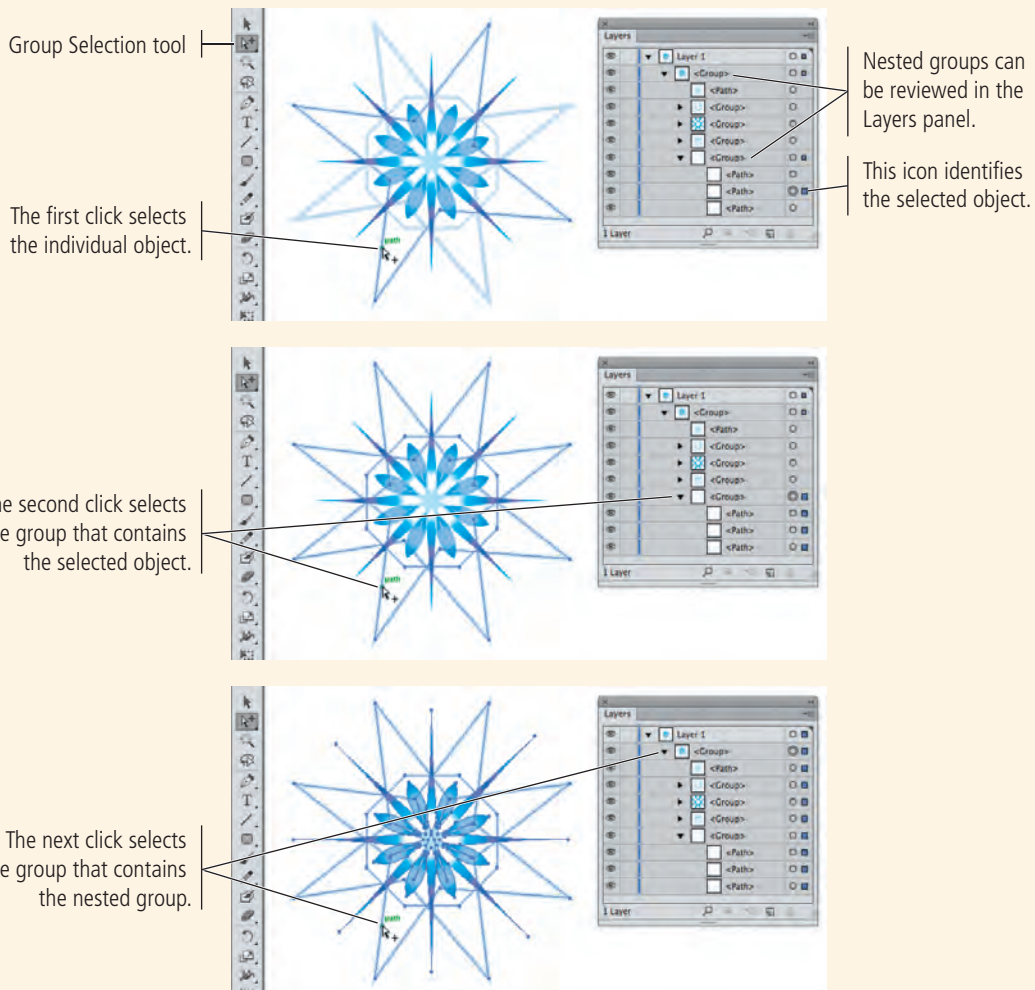 Group Selection tool
The first click selects
the individual object.
path
Layers
Layer 1
<Group>
<Path>
<Group>
<Group>
<Group>
<Group>
<Path>
<Path>
<Path>
1 Layer
Nested groups can
be reviewed in the
Layers panel.
This icon identifies
the selected object.
second click selects
group that contains
the selected object.
path
Layers
Layer 1
<Group>
<Path>
<Group>
<Group>
<Group>
<Group>
<Path>
<Path>
<Path>
1 Layer
The next click selects
group that contains
the nested group.
path
Layers
Layer 1
<Group>
<Path>
<Group>
<Group>
<Group>
<Group>
<Path>
<Path>
<Path>
1 Layer